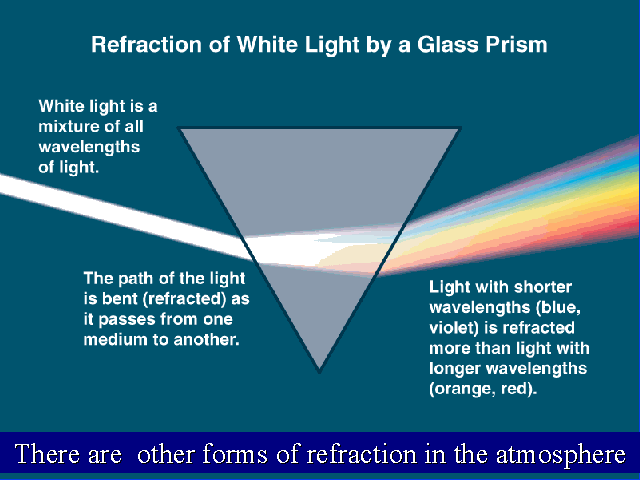 Refraction of White Light by a Glass Prism
White light is a
mixture of all
wavelengths
of light.
The path of the light
is bent (refracted) as
it passes from one
medium to another.
Light with shorter
wavelengths (blue,
violet) is refracted
more than light with
longer wavelengths
(orange, red).
There are  other forms of refraction in the atmosphere